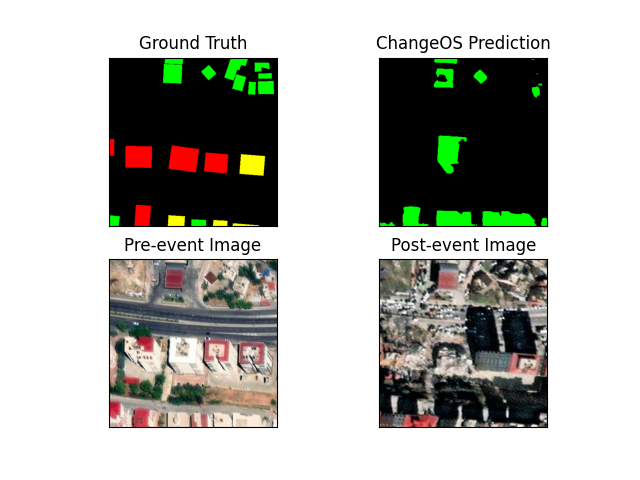 Ground Truth
ChangeOS Prediction
Pre-event Image
Post-event Image